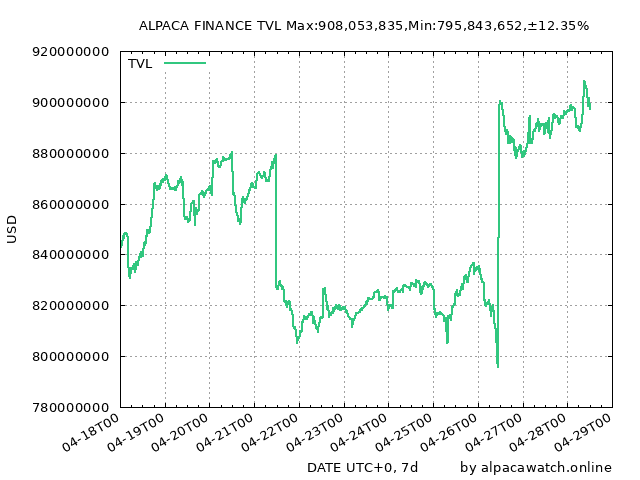 ALPACA FINANCE TVL Max:908,053,835,Min:795,843,652,±12.35%
TVL
920000000
900000000
880000000
860000000
840000000
820000000
800000000
780000000
USD
04-18T00
04-19T00
04-20T00
04-21T00
04-22T00
04-23T00
04-24T00
04-25T00
04-26T00
04-27T00
04-28T00
04-29T00
DATE UTC+0, 7d
by alpacawatch.online